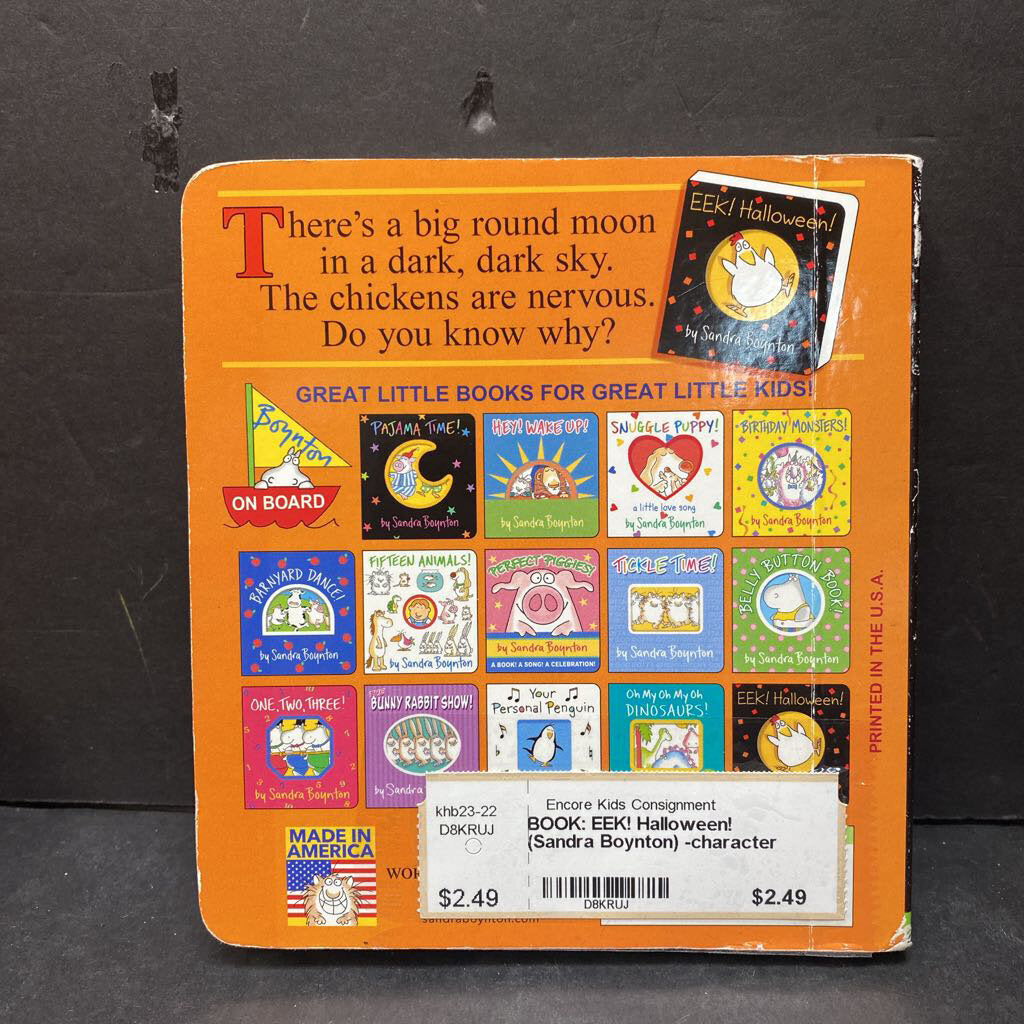 There's a big round moon
in a dark, dark sky.
The chickens are nervous.
Do you know why?
EEK! Halloween!
by Sandra Boynton
GREAT LITTLE BOOKS FOR GREAT LITTLE KIDS!
Boynton
ON BOARD
PAJAMA TIME!
by Sandra Boynton
HEY! WAKE UP!
by Sandra Boynton
SNUGGLE PUPPY!
a little love song
by Sandra Boynton
BIRTHDAY MONSTERS!
by Sandra Boynton
BARNYARD DANCE!
by Sandra Boynton
FIFTEEN ANIMALS!
by Sandra Boynton
PERFECT PIGGIES!
by Sandra Boynton
A BOOK! A SONG! A CELEBRATION!
TICKLE TIME!
by Sandra Boynton
BELLY BUTTON BOOK!
by Sandra Boynton
ONE, TWO, THREE!
by Sandra Boynton
BUNNY RABBIT SHOW!
by Sandra
Your
Personal Penguin
Oh My Oh My Oh
DINOSAURS!
EEK! Halloween!
PRINTED IN THE U.S.A.
MADE IN
AMERICA
WOR
sandraboynton.com
khb23-22
D8KRUJ
$2.49
Encore Kids Consignment
BOOK: EEK! Halloween!
(Sandra Boynton) -character
D8KRUJ
$2.49